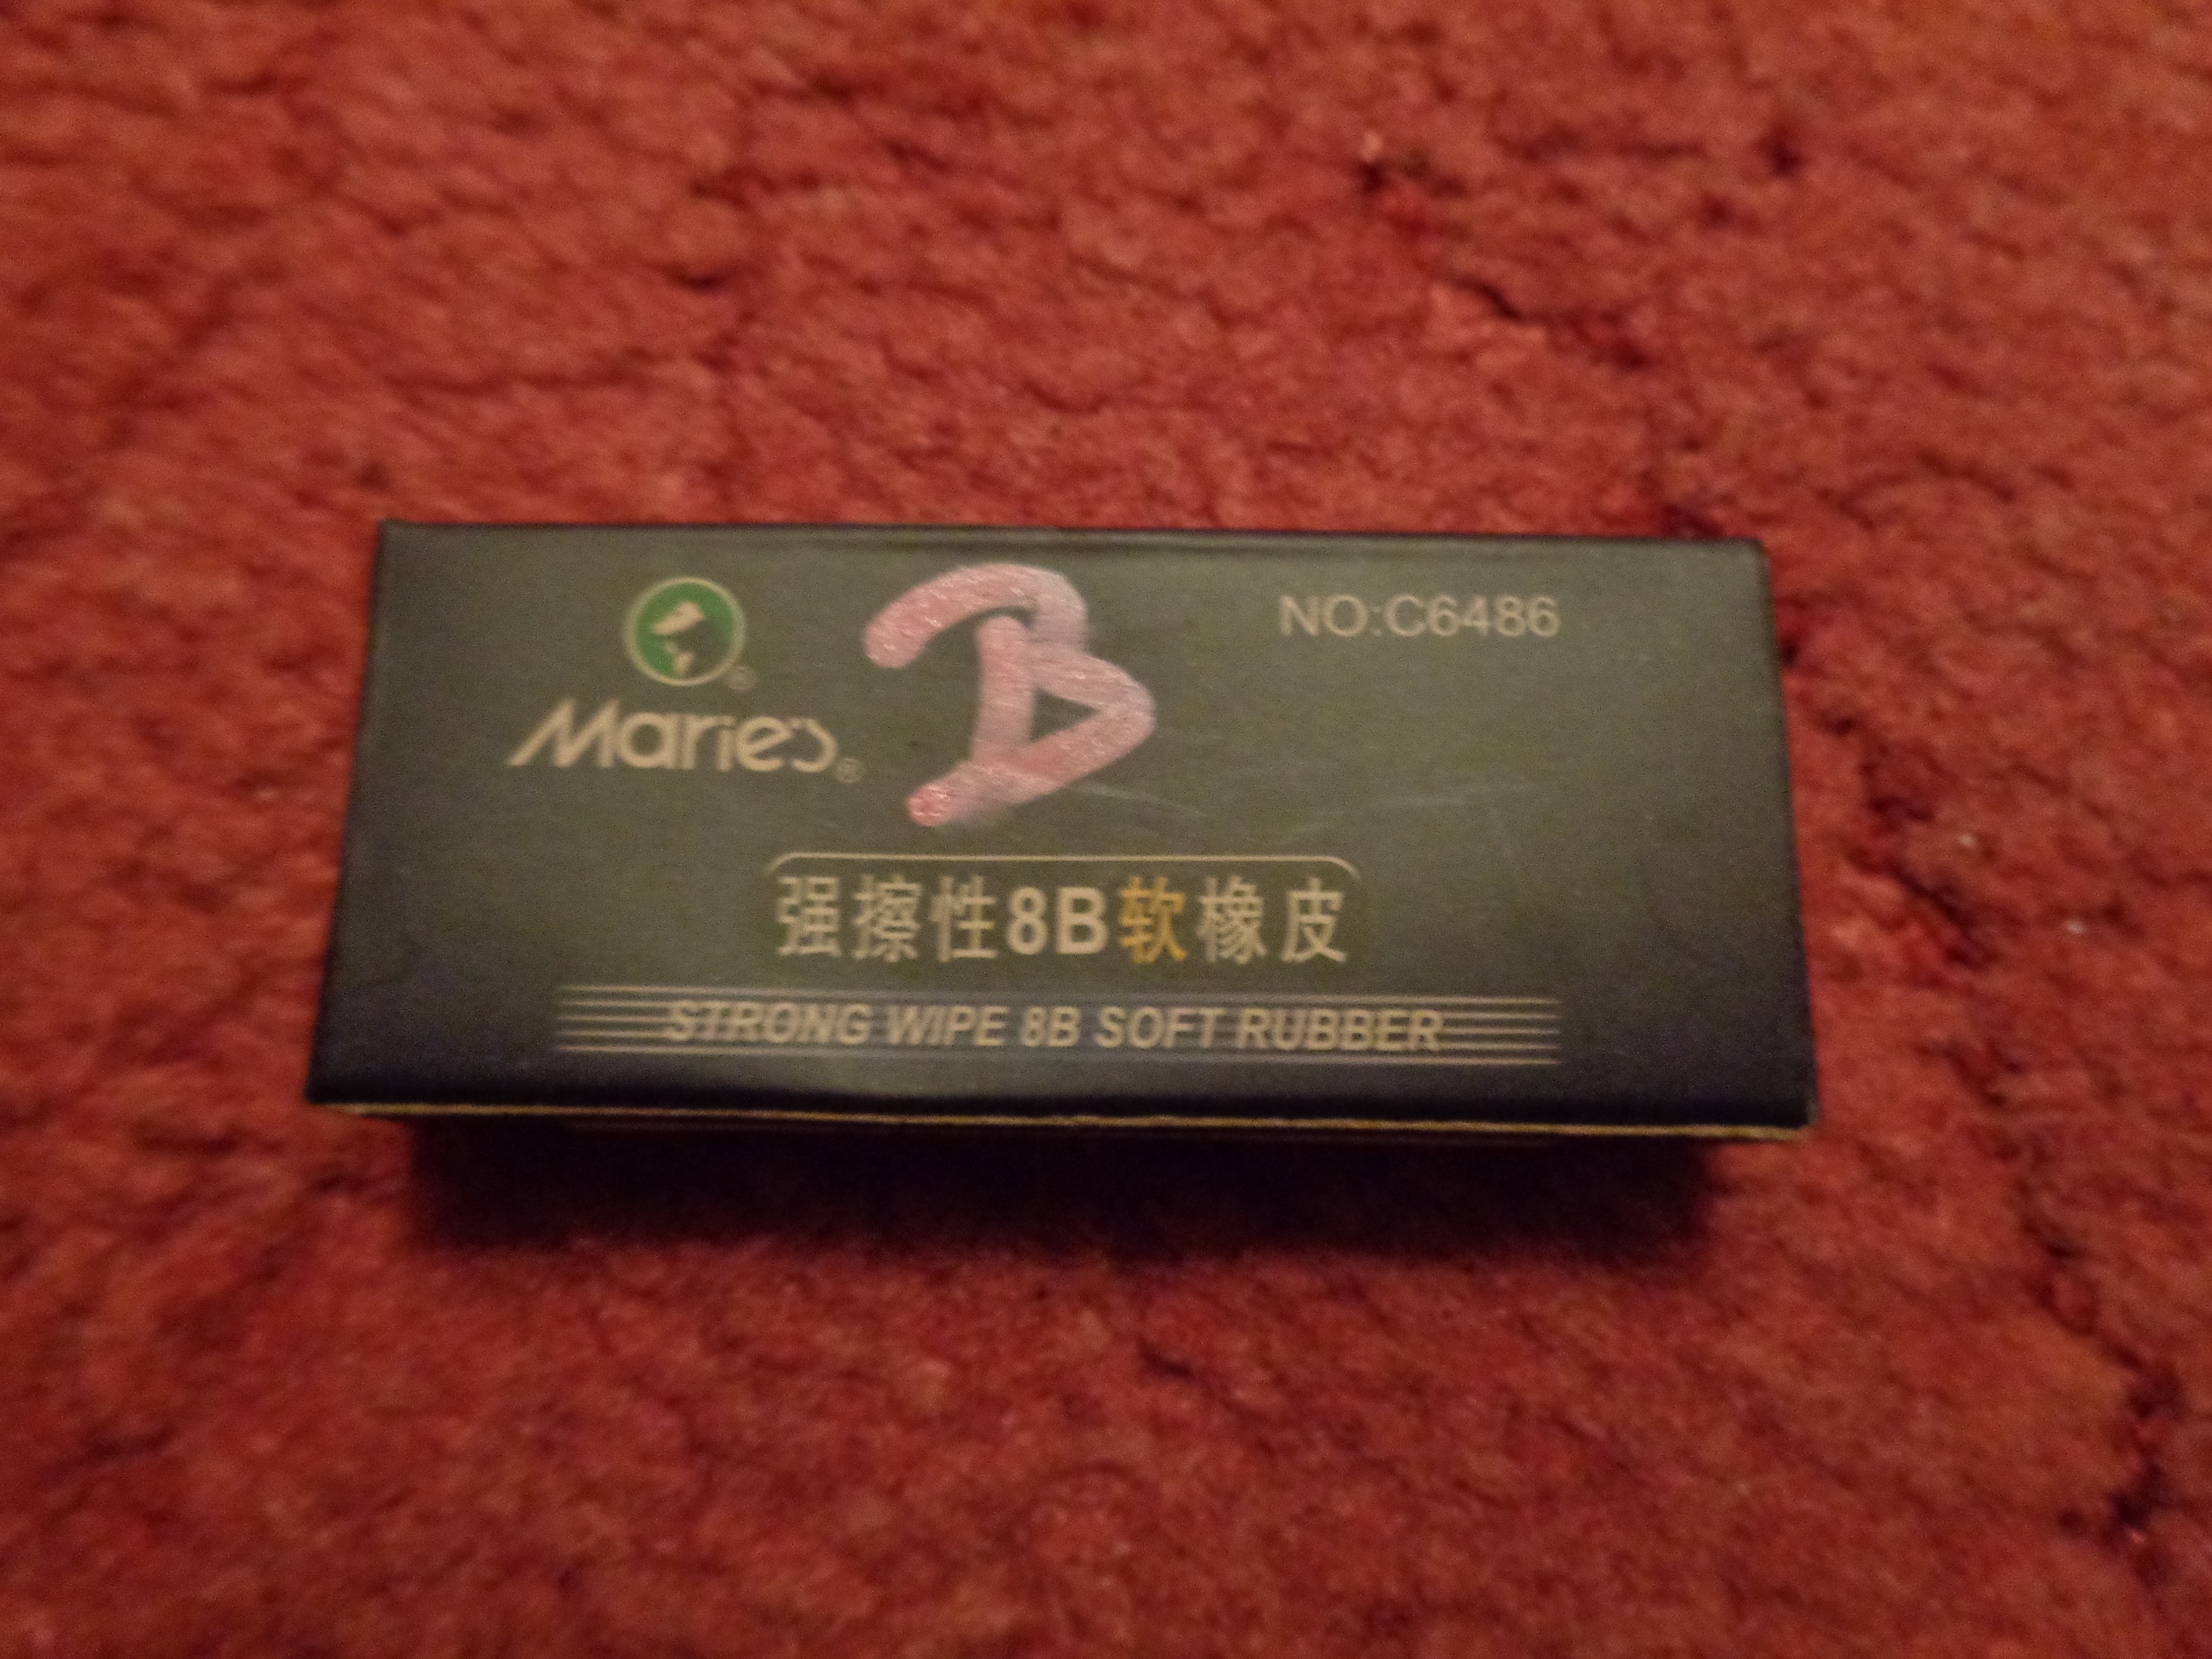 B
NO:C6486
Marie's®
强擦性8B软橡皮
STRONG WIPE 8B SOFT RUBBER